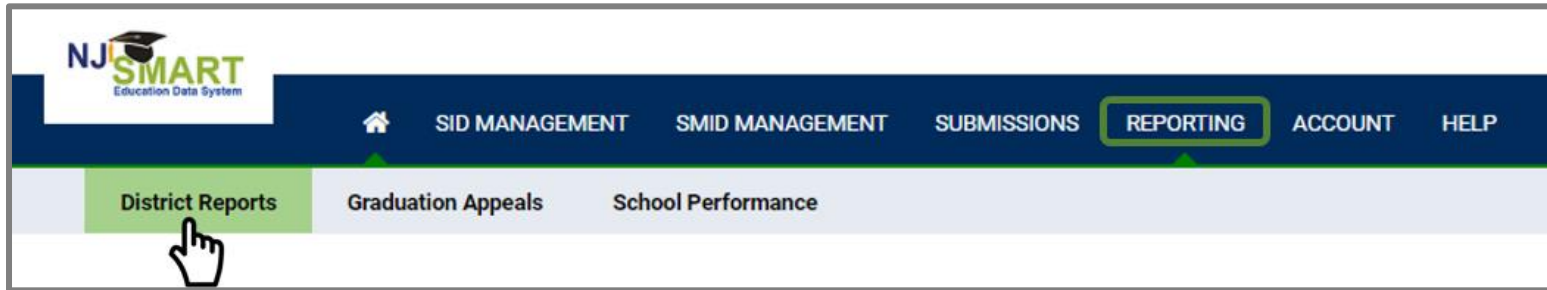 NJ SMART
Education Data System
SID MANAGEMENT SMID MANAGEMENT SUBMISSIONS REPORTING ACCOUNT HELP
District Reports Graduation Appeals School Performance